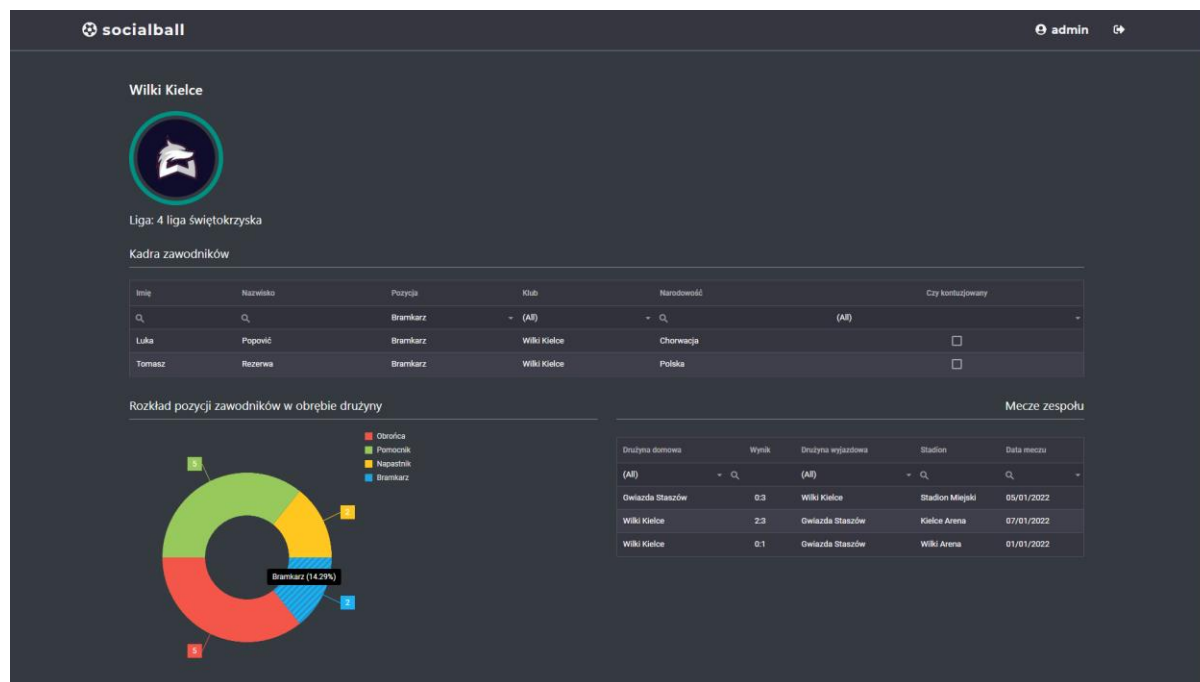 socialball
admin
Wilki Kielce
Liga: 4 liga świętokrzyska
Kadra zawodników
Imię Nazwisko Pozycja Klub Narodowość Czy kontuzjowany
Bramkarz (All) (All)
Luka Popović Bramkarz Wilki Kielce Chorwacja
Tomasz Rezerwa Bramkarz Wilki Kielce Polska
Rozkład pozycji zawodników w obrębie drużyny
Obrońca
Pomocnik
Napastnik
Bramkarz
5
2
Bramkarz (14.29%)
2
5
Mecze zespołu
Drużyna domowa Wynik Drużyna wyjazdowa Stadion Data meczu
(All) (All)
Gwiazda Staszów 0:3 Wilki Kielce Stadion Miejski 05/01/2022
Wilki Kielce 2:3 Gwiazda Staszów Kielce Arena 07/01/2022
Wilki Kielce 0:1 Gwiazda Staszów Wilki Arena 01/01/2022